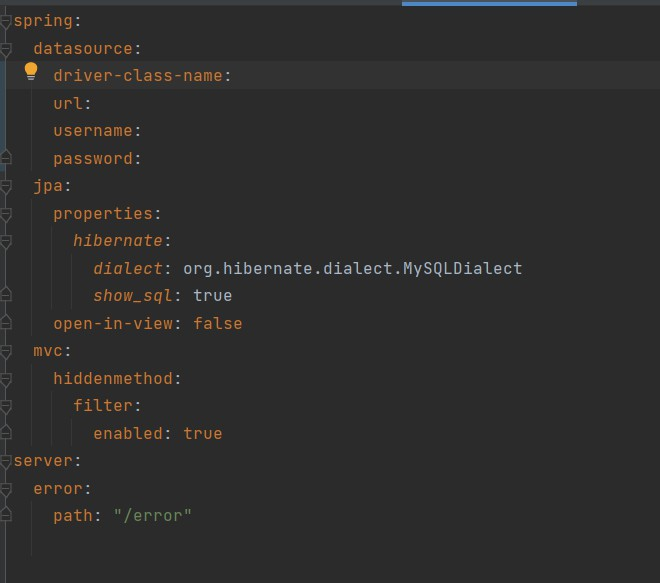 spring:
  datasource:
    driver-class-name:
    url:
    username:
    password:
  jpa:
    properties:
      hibernate:
        dialect: org.hibernate.dialect.MySQLDialect
        show_sql: true
    open-in-view: false
  mvc:
    hiddenmethod:
      filter:
        enabled: true
server:
  error:
    path: "/error"